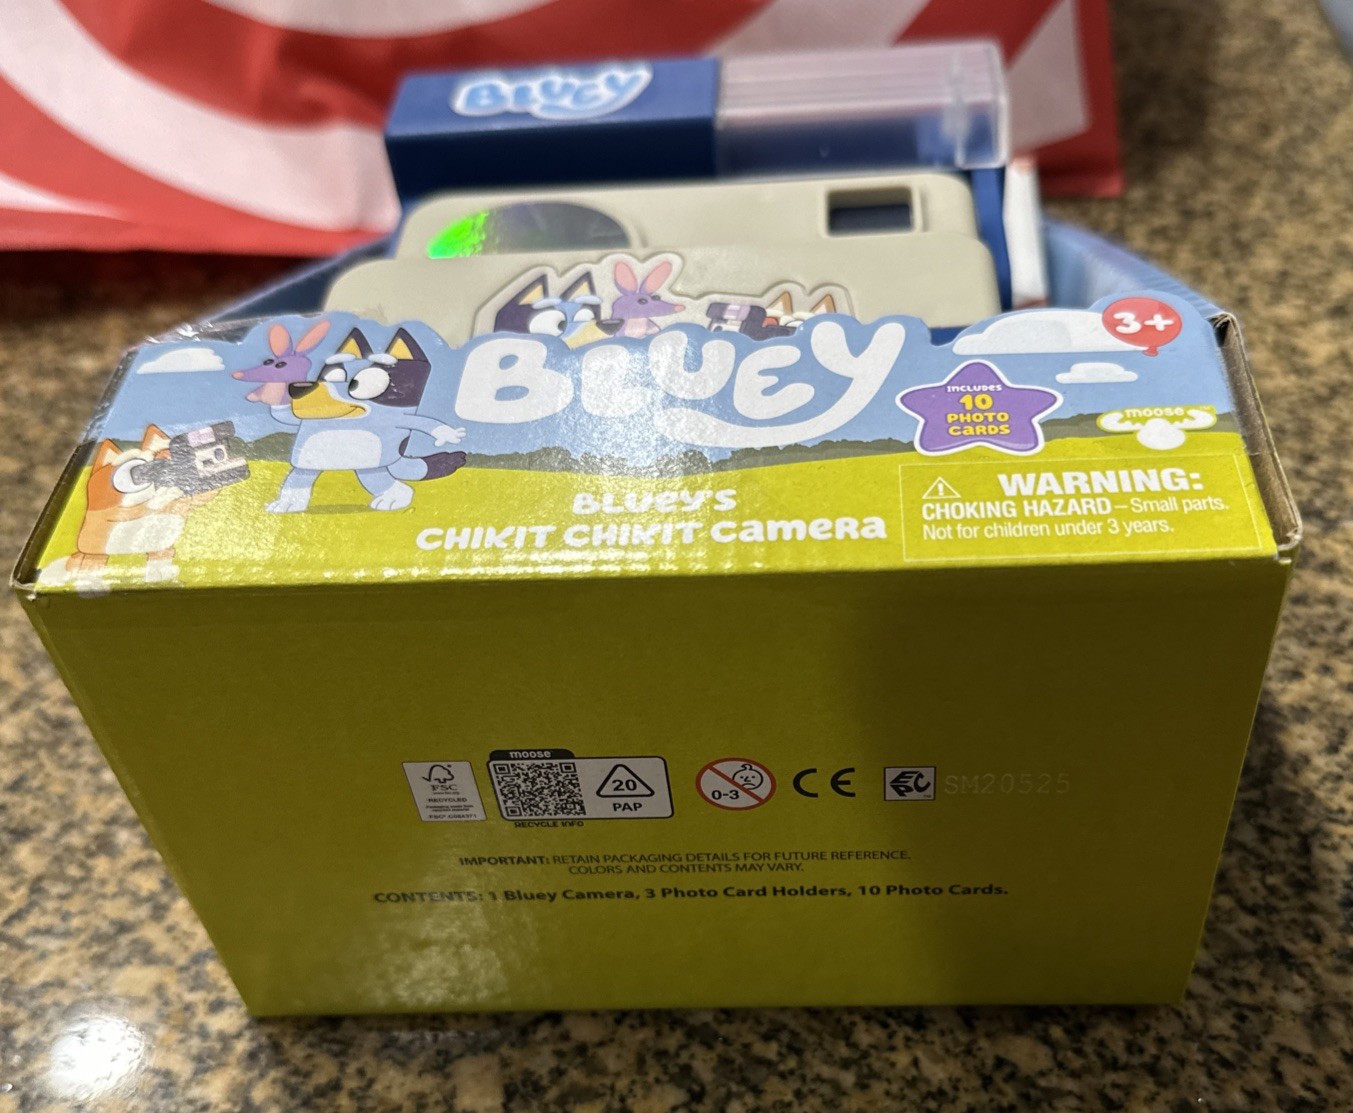 BLUEY
BLUEY
3+
INCLUDES
10
PHOTO
CARDS
moose
BLUEY'S
CHIKIT CHIKIT camera
WARNING:
CHOKING HAZARD – Small parts.
Not for children under 3 years.
moose
FSC
RECYCLED
20
PAP
RECYCLE INFO
0-3
CE
EPC
SM20525
IMPORTANT: RETAIN PACKAGING DETAILS FOR FUTURE REFERENCE.
COLORS AND CONTENTS MAY VARY.
CONTENTS: 1 Bluey Camera, 3 Photo Card Holders, 10 Photo Cards.